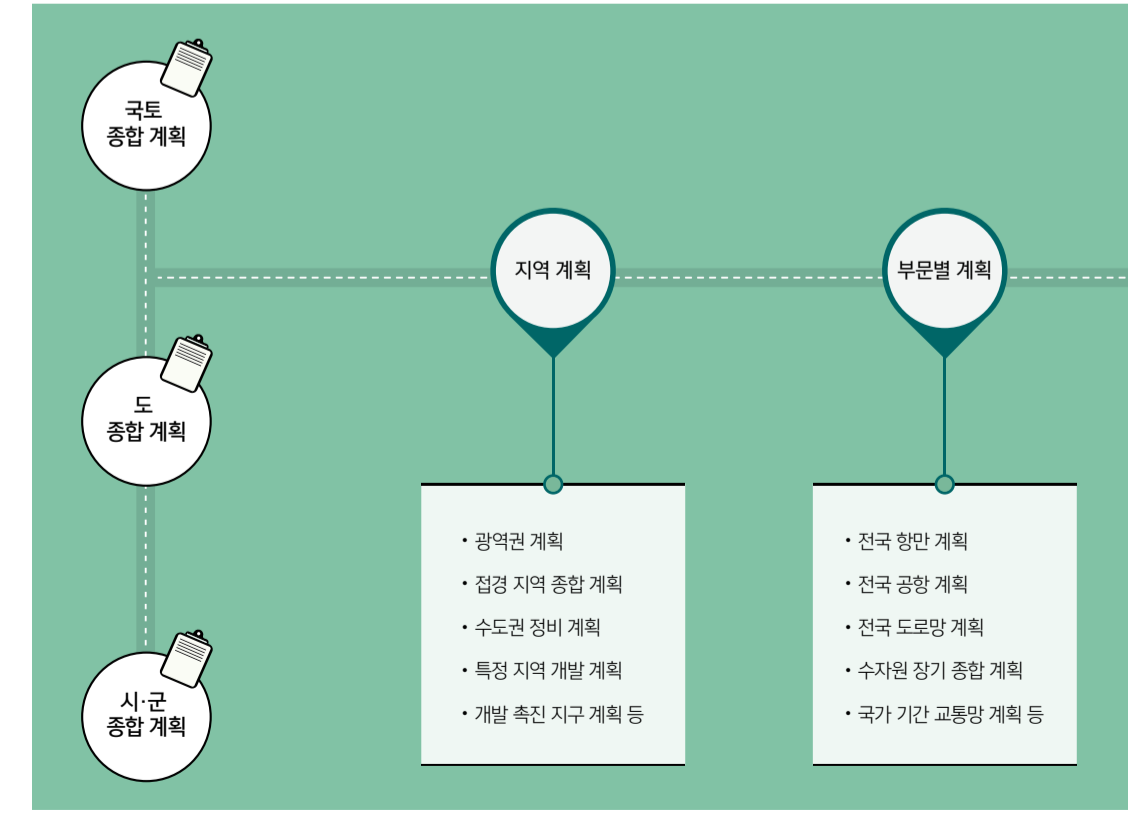 국토
종합 계획
지역 계획
부문별 계획
도
종합 계획
시·군
종합 계획
• 광역권 계획
• 접경 지역 종합 계획
• 수도권 정비 계획
• 특정 지역 개발 계획
• 개발 촉진 지구 계획 등
• 전국 항만 계획
• 전국 공항 계획
• 전국 도로망 계획
• 수자원 장기 종합 계획
• 국가 기간 교통망 계획 등